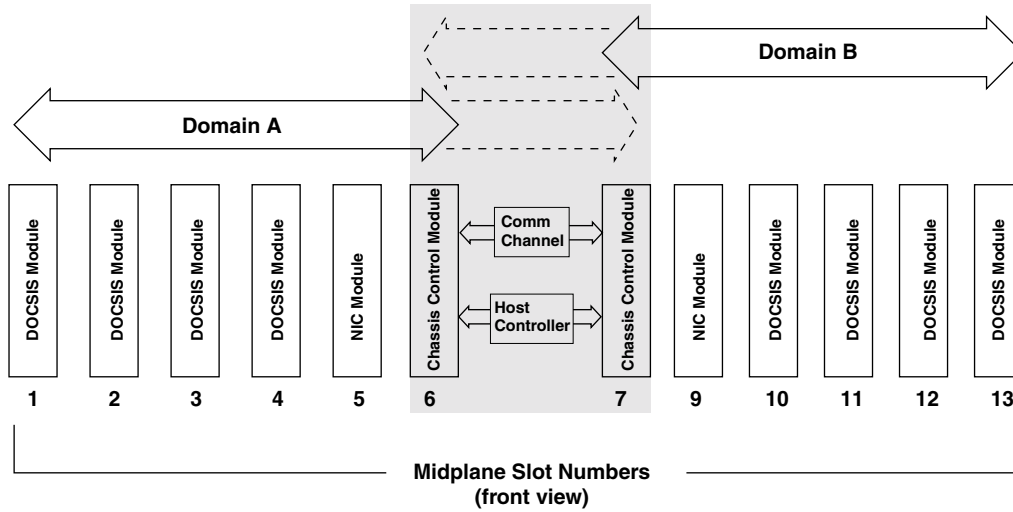 Domain B
Domain A
DOCSIS Module
DOCSIS Module
DOCSIS Module
DOCSIS Module
NIC Module
Chassis Control Module
Comm
Channel
Host
Controller
Chassis Control Module
NIC Module
DOCSIS Module
DOCSIS Module
DOCSIS Module
DOCSIS Module
1 2 3 4 5 6 7 9 10 11 12 13
Midplane Slot Numbers
(front view)